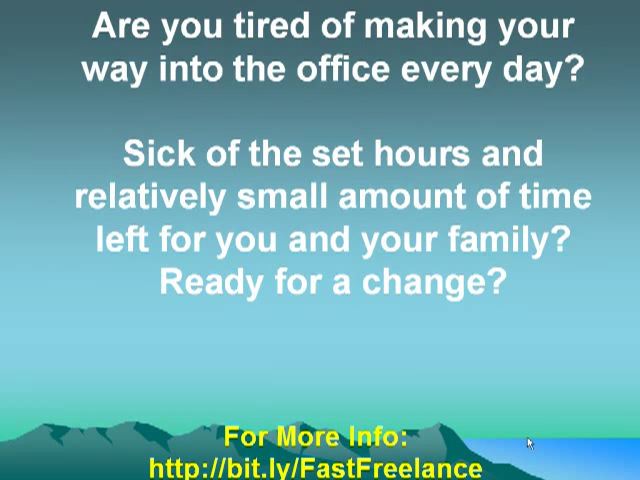 Are you tired of making your
way into the office every day?
Sick of the set hours and
relatively small amount of time
left for you and your family?
Ready for a change?
For More Info:
http://bit.ly/FastFreelance